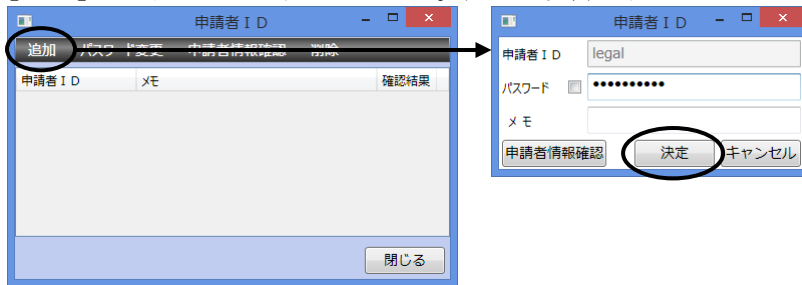 申請者ＩＤ
追加 パスワード変更 申請者情報確認 削除
申請者ＩＤ メモ 確認結果
閉じる
申請者ＩＤ
申請者ＩＤ legal
パスワード ••••••••••
メモ
申請者情報確認 決定 キャンセル